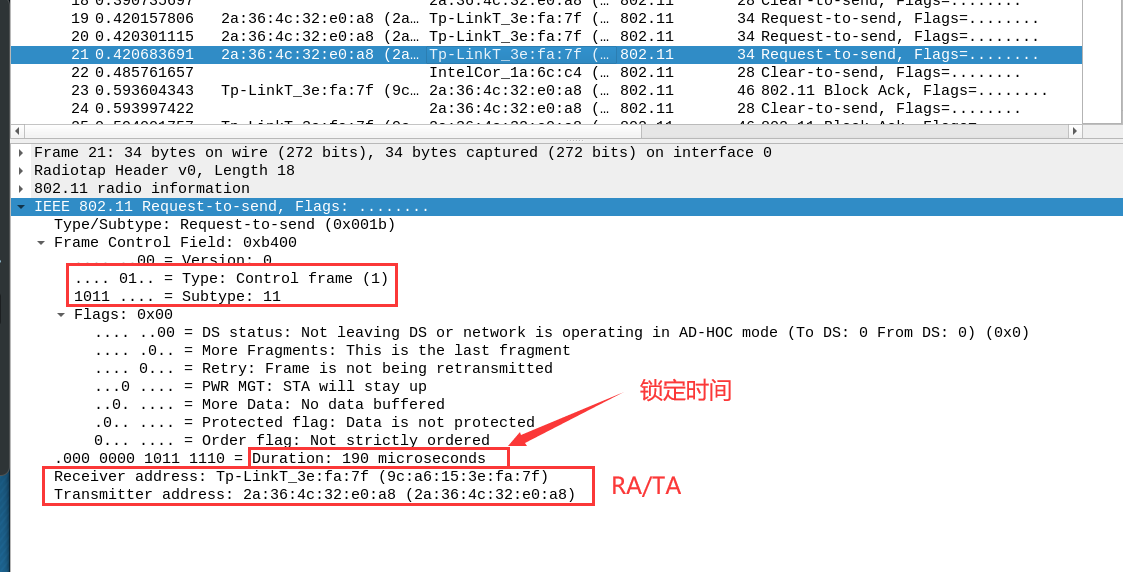 18 0.390735697 2a:36:4c:32:e0:a8 (… 802.11 28 Clear-to-send, Flags=........
19 0.420157806 2a:36:4c:32:e0:a8 (2a… Tp-LinkT_3e:fa:7f (… 802.11 34 Request-to-send, Flags=........
20 0.420301115 2a:36:4c:32:e0:a8 (2a… Tp-LinkT_3e:fa:7f (… 802.11 34 Request-to-send, Flags=........
21 0.420683691 2a:36:4c:32:e0:a8 (2a… Tp-LinkT_3e:fa:7f (… 802.11 34 Request-to-send, Flags=........
22 0.485761657 IntelCor_1a:6c:c4 (… 802.11 28 Clear-to-send, Flags=........
23 0.593604343 Tp-LinkT_3e:fa:7f (9c… 2a:36:4c:32:e0:a8 (… 802.11 46 802.11 Block Ack, Flags=........
24 0.593997422 2a:36:4c:32:e0:a8 (… 802.11 28 Clear-to-send, Flags=........
Frame 21: 34 bytes on wire (272 bits), 34 bytes captured (272 bits) on interface 0
Radiotap Header v0, Length 18
802.11 radio information
IEEE 802.11 Request-to-send, Flags: ........
Type/Subtype: Request-to-send (0x001b)
Frame Control Field: 0xb400
.... ..00 = Version: 0
.... 01.. = Type: Control frame (1)
1011 .... = Subtype: 11
Flags: 0x00
.... ..00 = DS status: Not leaving DS or network is operating in AD-HOC mode (To DS: 0 From DS: 0) (0x0)
.... .0.. = More Fragments: This is the last fragment
.... 0... = Retry: Frame is not being retransmitted
...0 .... = PWR MGT: STA will stay up
..0. .... = More Data: No data buffered
.0.. .... = Protected flag: Data is not protected
0... .... = Order flag: Not strictly ordered
锁定时间
.000 0000 1011 1110 = Duration: 190 microseconds
Receiver address: Tp-LinkT_3e:fa:7f (9c:a6:15:3e:fa:7f)
Transmitter address: 2a:36:4c:32:e0:a8 (2a:36:4c:32:e0:a8)
RA/TA